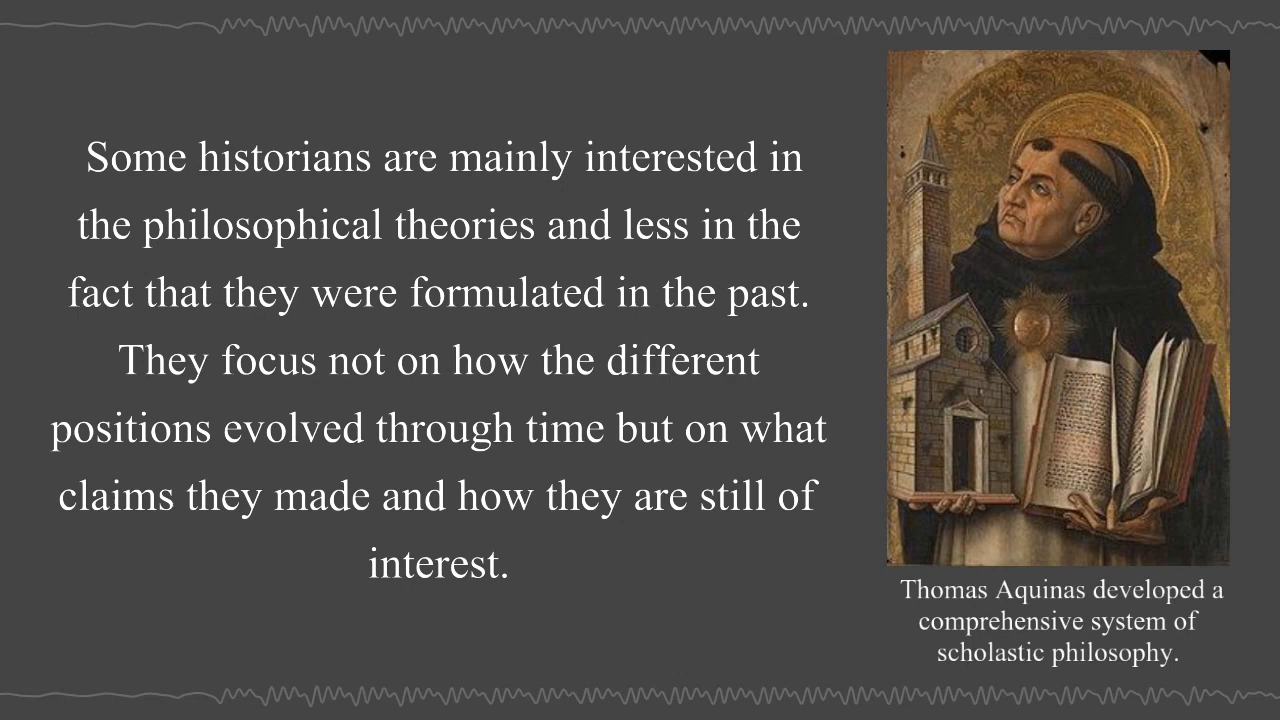 Some historians are mainly interested in
the philosophical theories and less in the
fact that they were formulated in the past.
They focus not on how the different
positions evolved through time but on what
claims they made and how they are still of
interest.
Thomas Aquinas developed a
comprehensive system of
scholastic philosophy.